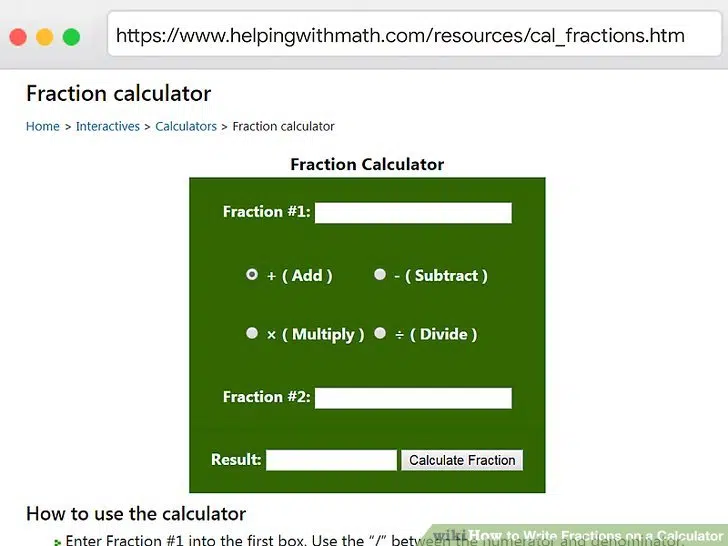 https://www.helpingwithmath.com/resources/cal_fractions.htm
Fraction calculator
Home > Interactives > Calculators > Fraction calculator
Fraction Calculator
Fraction #1:
+ ( Add ) - ( Subtract )
× ( Multiply ) ÷ ( Divide )
Fraction #2:
Result: Calculate Fraction
How to use the calculator
Enter Fraction #1 into the first box. Use the "/" between the numerator and denominator.
wikiHow to Write Fractions on a Calculator